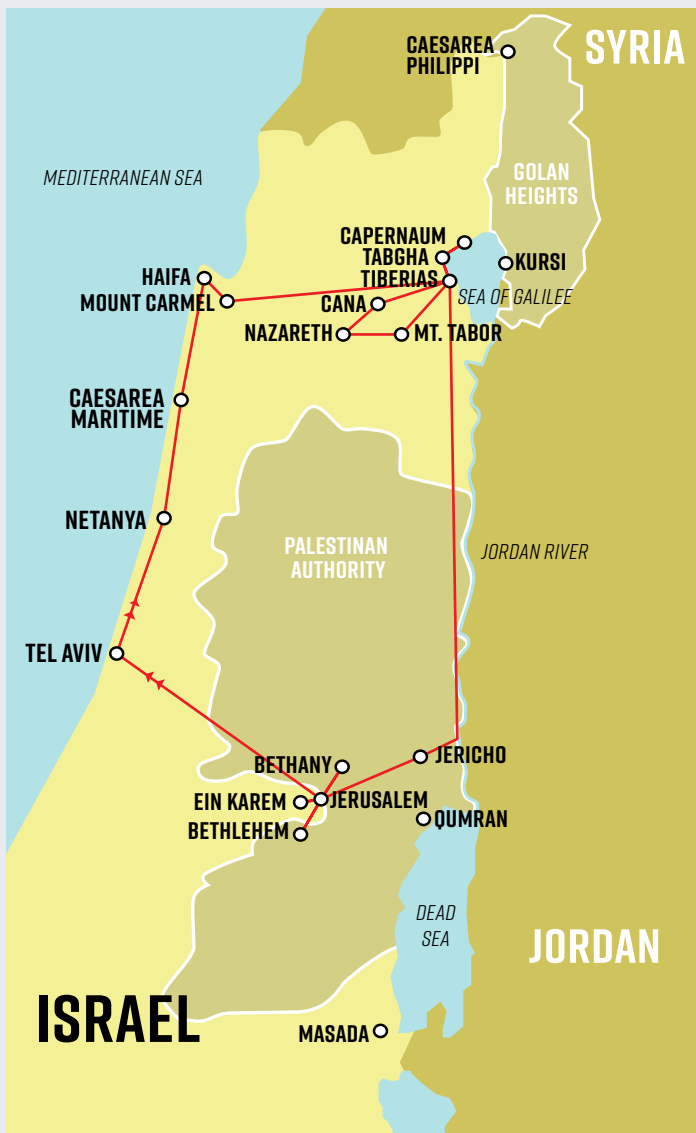 CAESAREA
PHILIPPI
SYRIA
MEDITERRANEAN SEA
GOLAN
HEIGHTS
CAPERNAUM
TABGHA
TIBERIAS
KURSI
HAIFA
MOUNT CARMEL
SEA OF GALILEE
CANA
NAZARETH
MT. TABOR
CAESAREA
MARITIME
NETANYA
PALESTINAN
AUTHORITY
JORDAN RIVER
TEL AVIV
BETHANY
JERICHO
EIN KAREM
JERUSALEM
BETHLEHEM
QUMRAN
DEAD
SEA
JORDAN
ISRAEL
MASADA